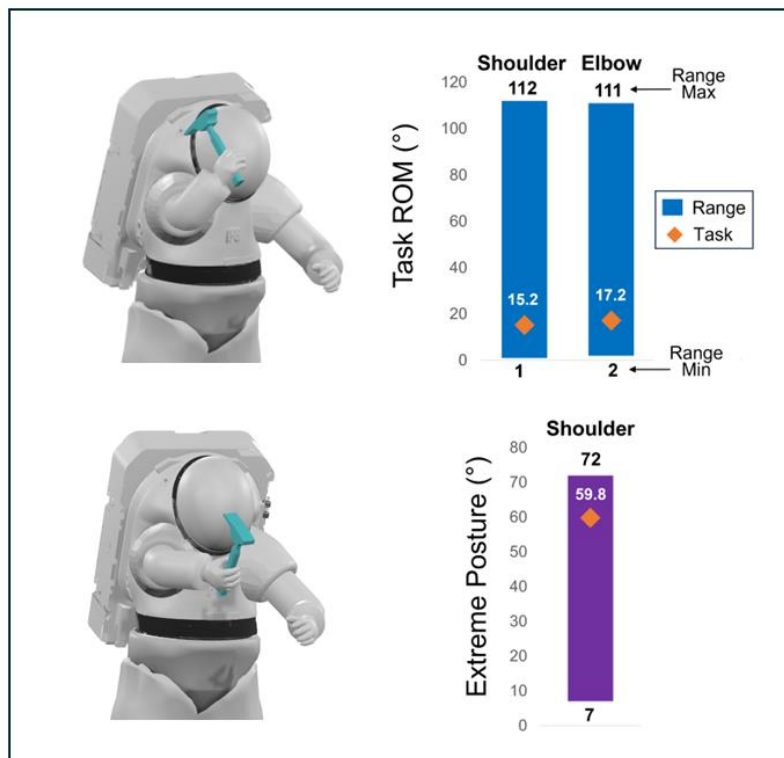 Shoulder Elbow
112 111 Range Max
Task ROM (°)
120
100
80
60
40
20
0
15.2 17.2
Range
Task
1 2 Range Min
Shoulder
72
Extreme Posture (°)
80
70
60
50
40
30
20
10
0
59.8
7